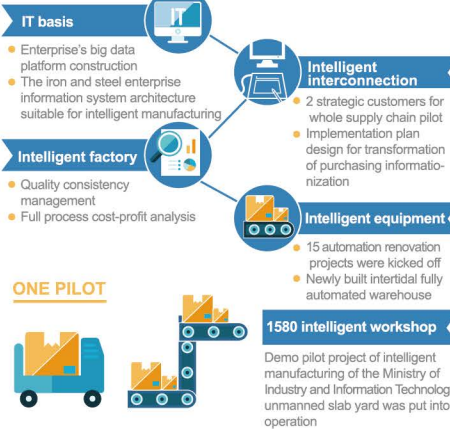 IT basis
IT
Enterprise's big data
platform construction
The iron and steel enterprise
information system architecture
suitable for intelligent manufacturing
Intelligent
interconnection
2 strategic customers for
whole supply chain pilot
Implementation plan
design for transformation
of purchasing informatio-
nization
Intelligent factory
Quality consistency
management
Full process cost-profit analysis
Intelligent equipment
15 automation renovation
projects were kicked off
Newly built intertidal fully
automated warehouse
ONE PILOT
1580 intelligent workshop
Demo pilot project of intelligent
manufacturing of the Ministry of
Industry and Information Technolog
unmanned slab yard was put into
operation